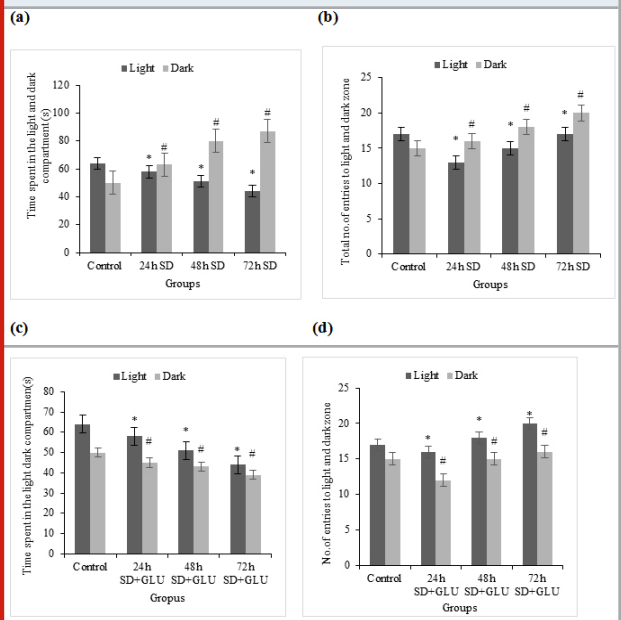 (a)
(b)
Light Dark
Time spent in the light and dark
compartment(s)
120
100
80
60
40
20
0
* # * # * #
Control 24h SD 48h SD 72h SD
Groups
Light Dark
Total no.of entries to light and dark zone
25
20
15
10
5
0
* # * # * #
Control 24h SD 48h SD 72h SD
Groups
(c)
(d)
Light Dark
Time spent in the light dark compartment(s)
80
70
60
50
40
30
20
10
0
* # * # * #
Control 24h 48h 72h
SD+GLU SD+GLU SD+GLU
Gropus
Light Dark
No.of entries to light and dark zone
25
20
15
10
5
0
* # * # * #
Control 24h 48h 72h
SD+GLU SD+GLU SD+GLU
Groups